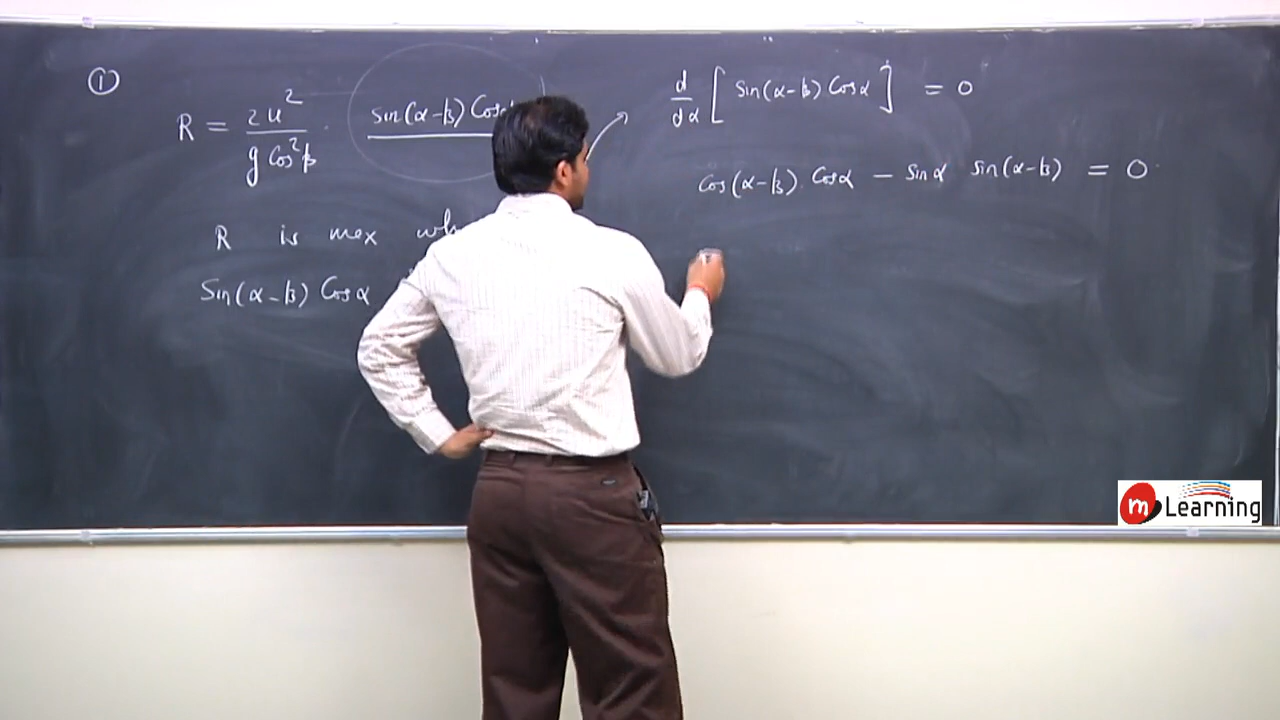 ①
R = 2u² / g Cos²β · sin(α-β) Cos
R is max wh
Sin(α-β) Cosα
d/dα [ Sin(α-β) Cosα ] = 0
Cos(α-β) . Cosα - Sinα Sin(α-β) = 0
m Learning